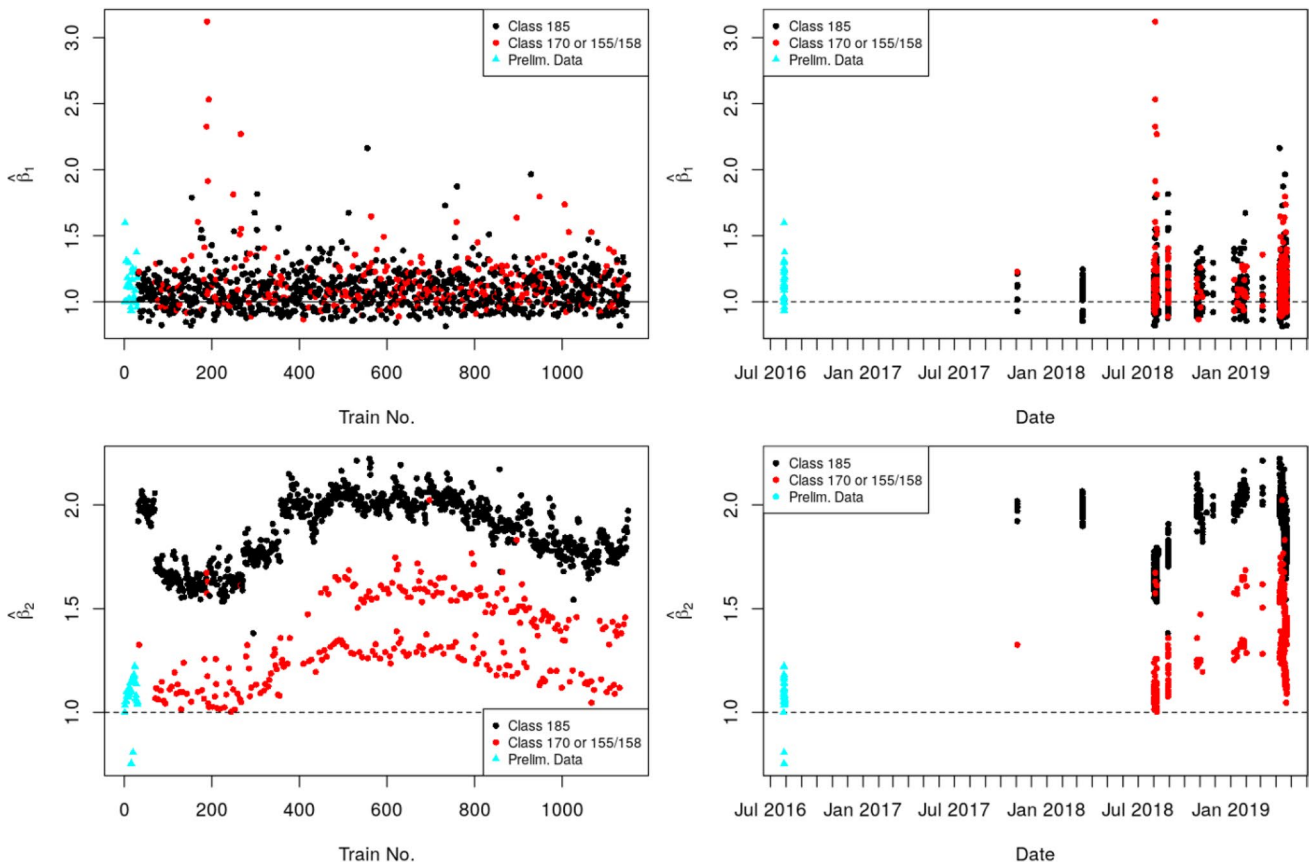 Class 185
Class 170 or 155/158
Prelim. Data
3.0
2.5
2.0
1.5
1.0
β̂1
0 200 400 600 800 1000
Train No.
Class 185
Class 170 or 155/158
Prelim. Data
3.0
2.5
2.0
1.5
1.0
β̂1
Jul 2016 Jan 2017 Jul 2017 Jan 2018 Jul 2018 Jan 2019
Date
2.0
1.5
1.0
β̂2
Class 185
Class 170 or 155/158
Prelim. Data
0 200 400 600 800 1000
Train No.
Class 185
Class 170 or 155/158
Prelim. Data
2.0
1.5
1.0
β̂2
Jul 2016 Jan 2017 Jul 2017 Jan 2018 Jul 2018 Jan 2019
Date